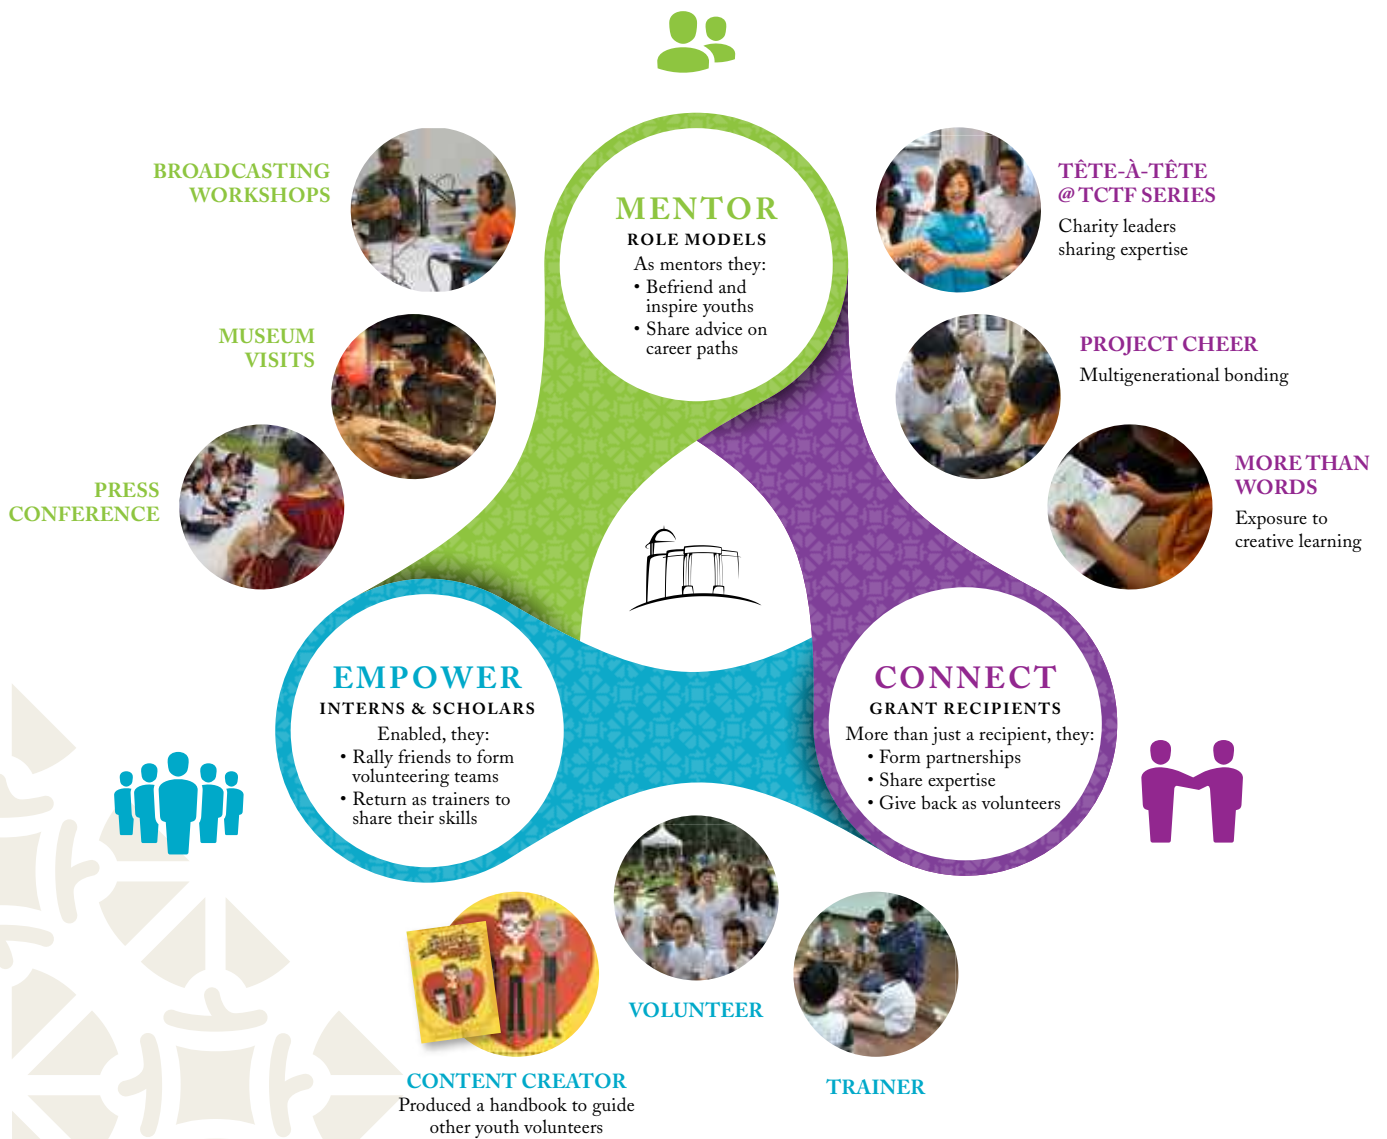 MENTOR
ROLE MODELS
As mentors they:
• Befriend and
inspire youths
• Share advice on
career paths
BROADCASTING
WORKSHOPS
MUSEUM
VISITS
PRESS
CONFERENCE
TÊTE-À-TÊTE
@ TCTF SERIES
Charity leaders
sharing expertise
PROJECT CHEER
Multigenerational bonding
MORE THAN
WORDS
Exposure to
creative learning
EMPOWER
INTERNS & SCHOLARS
Enabled, they:
• Rally friends to form
volunteering teams
• Return as trainers to
share their skills
CONNECT
GRANT RECIPIENTS
More than just a recipient, they:
• Form partnerships
• Share expertise
• Give back as volunteers
CONTENT CREATOR
Produced a handbook to guide
other youth volunteers
VOLUNTEER
TRAINER